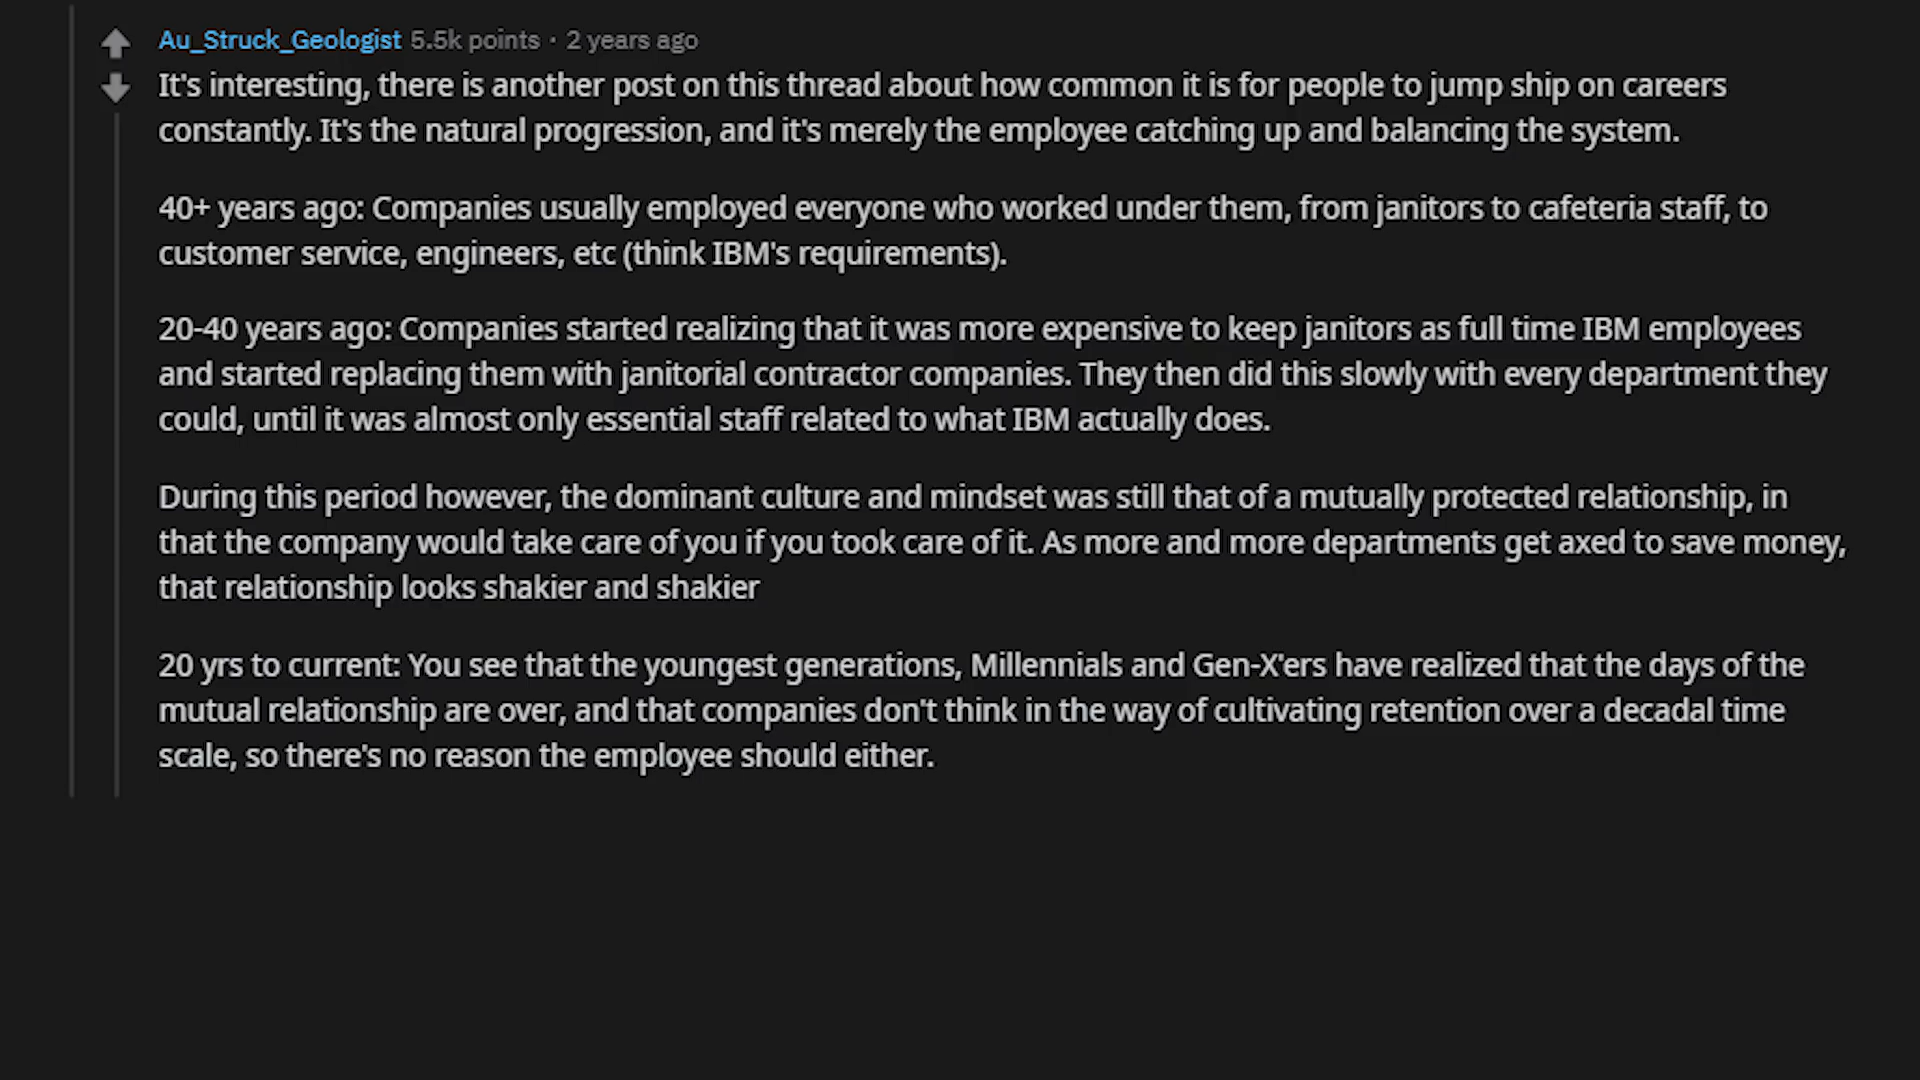 Au_Struck_Geologist 5.5k points · 2 years ago
It's interesting, there is another post on this thread about how common it is for people to jump ship on careers
constantly. It's the natural progression, and it's merely the employee catching up and balancing the system.
40+ years ago: Companies usually employed everyone who worked under them, from janitors to cafeteria staff, to
customer service, engineers, etc (think IBM's requirements).
20-40 years ago: Companies started realizing that it was more expensive to keep janitors as full time IBM employees
and started replacing them with janitorial contractor companies. They then did this slowly with every department they
could, until it was almost only essential staff related to what IBM actually does.
During this period however, the dominant culture and mindset was still that of a mutually protected relationship, in
that the company would take care of you if you took care of it. As more and more departments get axed to save money,
that relationship looks shakier and shakier
20 yrs to current: You see that the youngest generations, Millennials and Gen-X'ers have realized that the days of the
mutual relationship are over, and that companies don't think in the way of cultivating retention over a decadal time
scale, so there's no reason the employee should either.